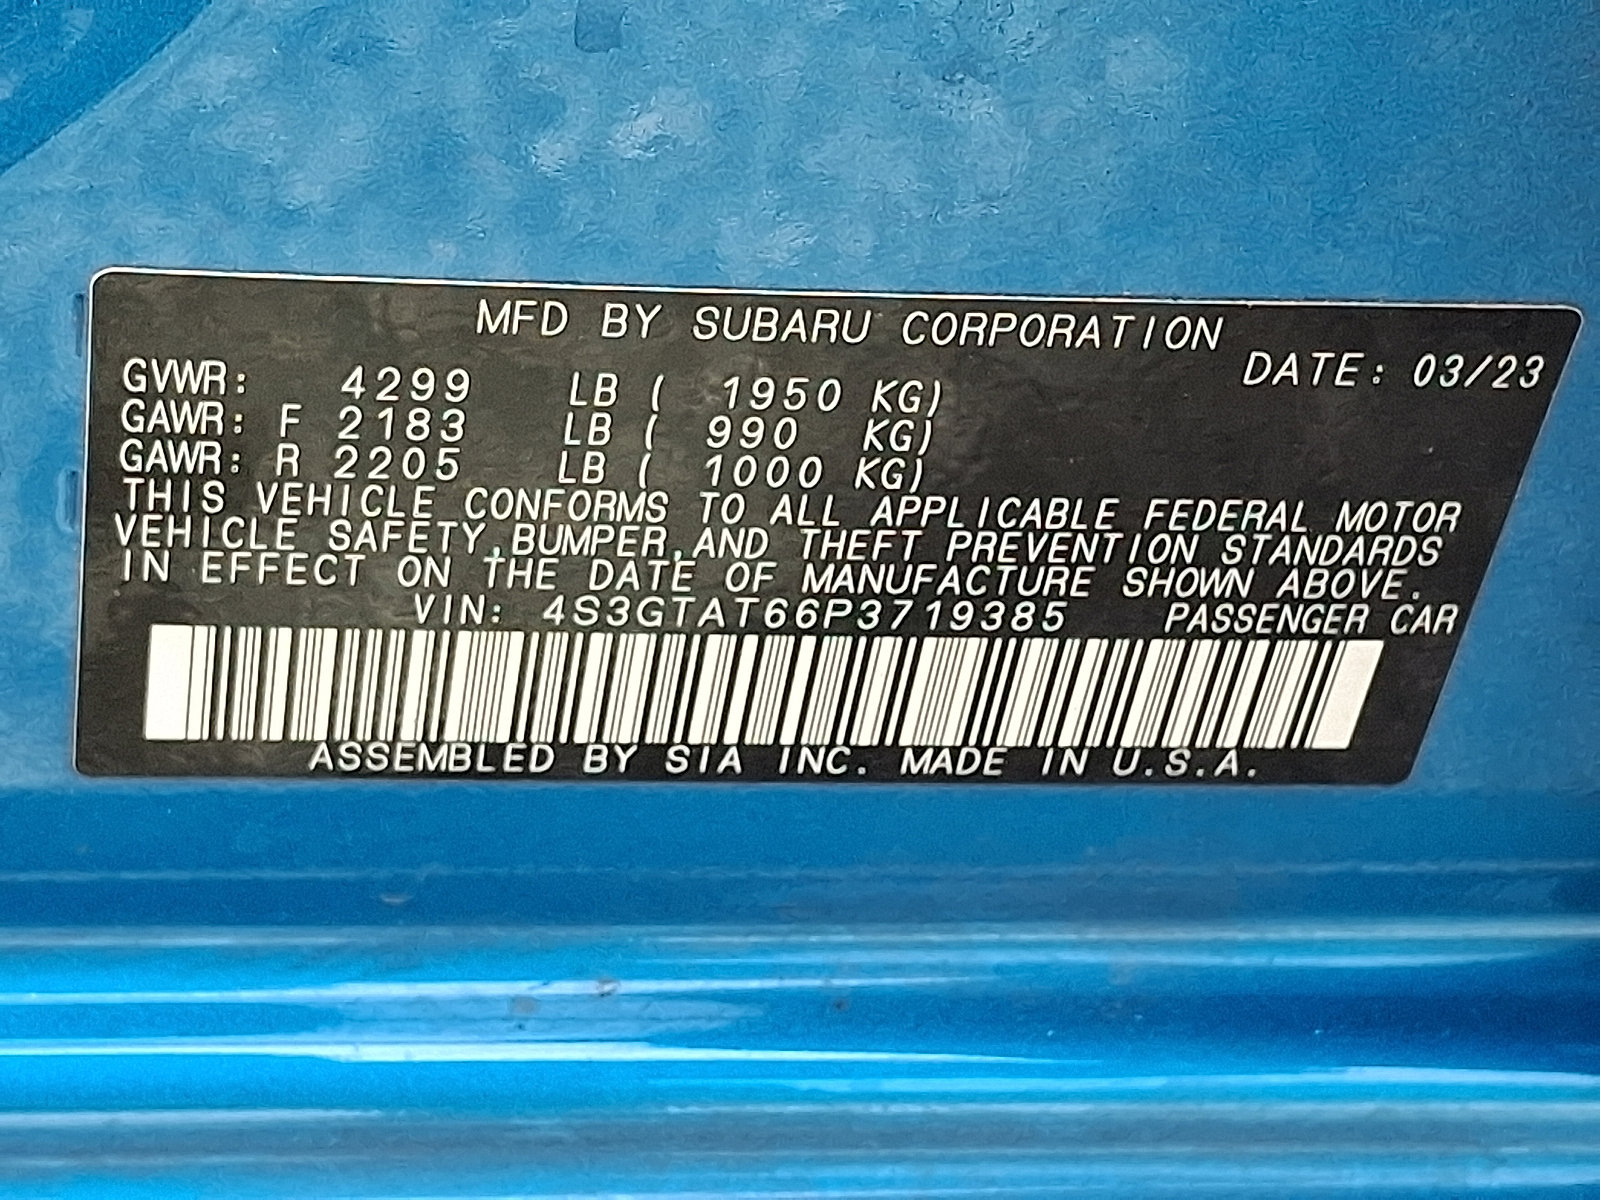 MFD BY SUBARU CORPORATION
DATE: 03/23
GVWR: 4299 LB ( 1950 KG)
GAWR: F 2183 LB ( 990 KG)
GAWR: R 2205 LB ( 1000 KG)
THIS VEHICLE CONFORMS TO ALL APPLICABLE FEDERAL MOTOR
VEHICLE SAFETY,BUMPER,AND THEFT PREVENTION STANDARDS
IN EFFECT ON THE DATE OF MANUFACTURE SHOWN ABOVE.
VIN: 4S3GTAT66P3719385 PASSENGER CAR
ASSEMBLED BY SIA INC. MADE IN U.S.A.